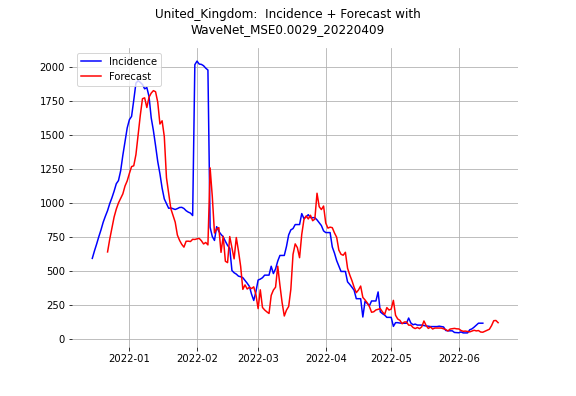 United_Kingdom:  Incidence + Forecast with
WaveNet_MSE0.0029_20220409
Incidence
Forecast
2000
1750
1500
1250
1000
750
500
250
0
2022-01 2022-02 2022-03 2022-04 2022-05 2022-06